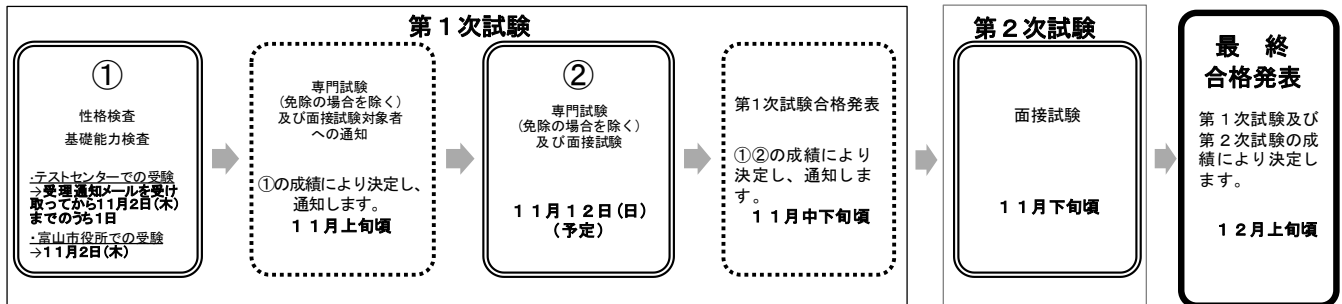 第１次試験
①
性格検査
基礎能力検査
・テストセンターでの受験
→受理通知メールを受け
取ってから11月2日(木)
までのうち1日
・富山市役所での受験
→11月2日(木)
専門試験
(免除の場合を除く)
及び面接試験対象者
への通知
①の成績により決定し、
通知します。
１１月上旬頃
②
専門試験
(免除の場合を除く)
及び面接試験
１１月１２日(日)
(予定)
第1次試験合格発表
①②の成績により
決定し、通知しま
す。
１１月中下旬頃
第２次試験
面接試験
１１月下旬頃
最　終
合格発表
第１次試験及び
第２次試験の成
績により決定し
ます。
１２月上旬頃